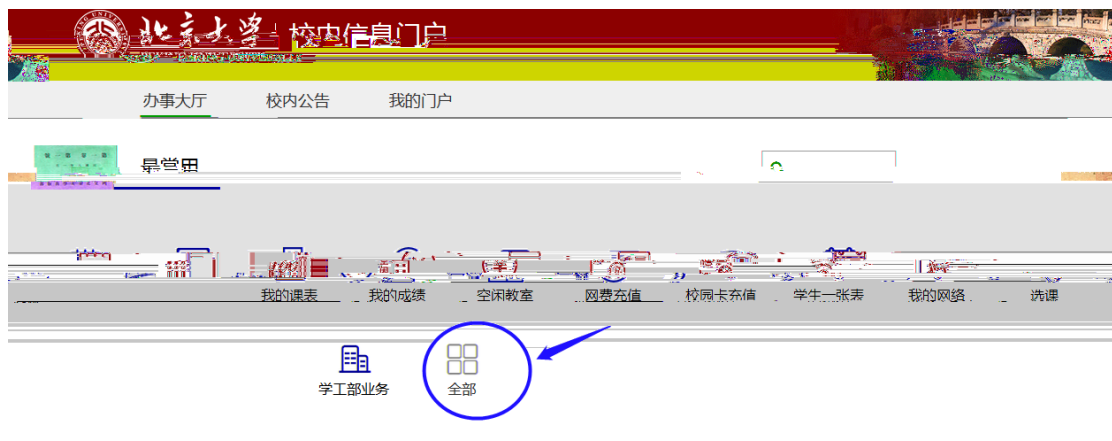 北京大学 校内信息门户
办事大厅 校内公告 我的门户
最常用
我的课表 我的成绩 空闲教室 网费充值 校园卡充值 学生一张表 我的网络 选课
学工部业务 全部